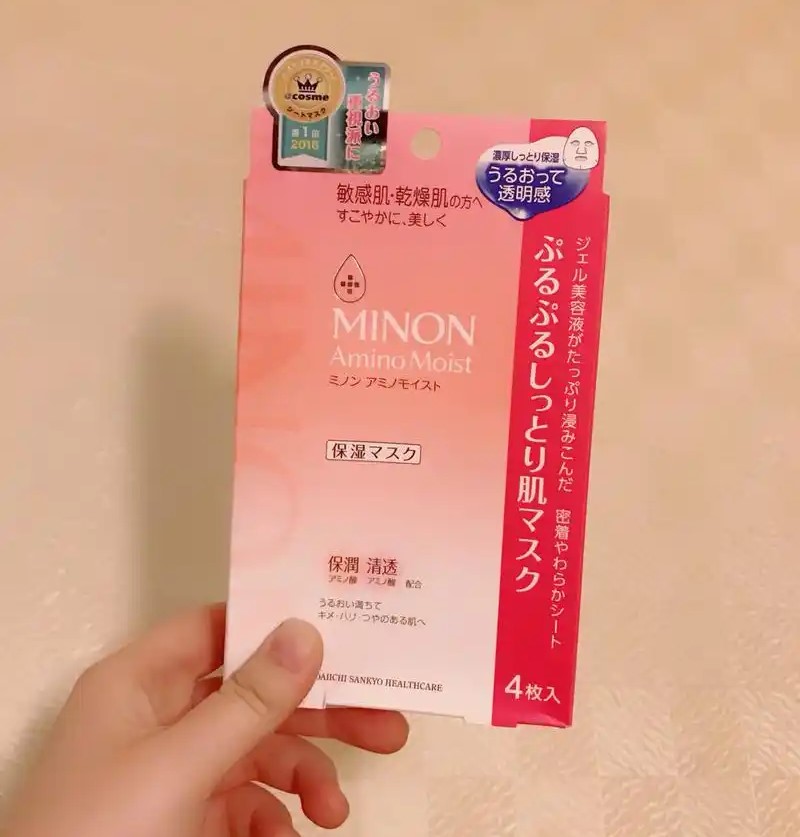 @cosme
シートマスク
第1位
2018
うるおい
重視派に
濃厚しっとり保湿
うるおって
透明感
敏感肌・乾燥肌の方へ
すこやかに、美しく
MINON
Amino Moist
ミノン アミノモイスト
保湿マスク
保潤 清透
アミノ酸 アミノ酸 配合
うるおい満ちて
キメ・ハリ・つやのある肌へ
DAIICHI SANKYO HEALTHCARE
ジェル美容液がたっぷり浸みこんだ 密着やわらかシート
ぷるぷるしっとり肌マスク
4枚入